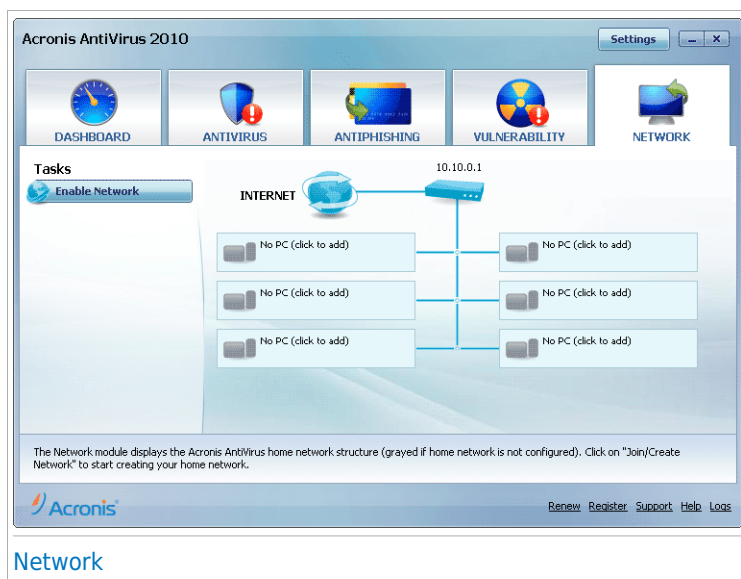 Acronis AntiVirus 2010
Settings
DASHBOARD
ANTIVIRUS
ANTIPHISHING
VULNERABILITY
NETWORK
Tasks
Enable Network
10.10.0.1
INTERNET
No PC (click to add)
No PC (click to add)
No PC (click to add)
No PC (click to add)
No PC (click to add)
No PC (click to add)
The Network module displays the Acronis AntiVirus home network structure (grayed if home network is not configured). Click on "Join/Create
Network" to start creating your home network.
Acronis
Renew Register Support Help Logs
Network